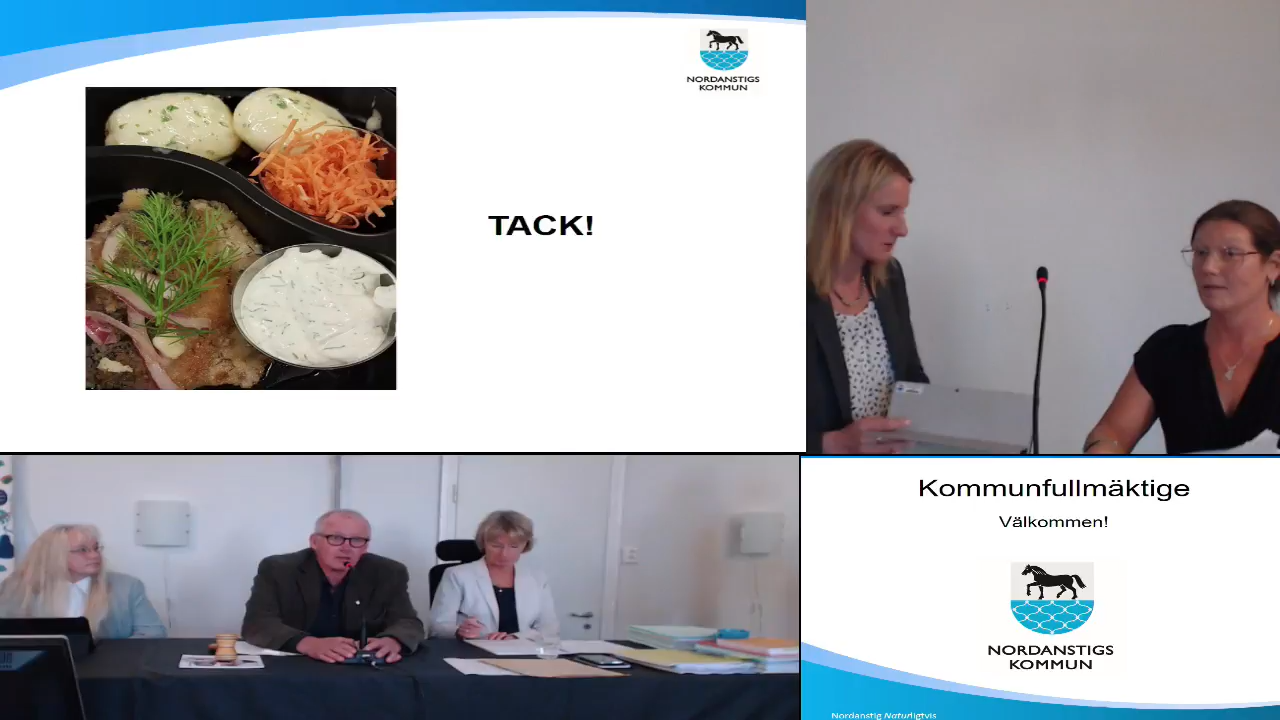 NORDANSTIGS
KOMMUN
TACK!
Kommunfullmäktige
Välkommen!
NORDANSTIGS
KOMMUN
Nordanstig Naturligtvis